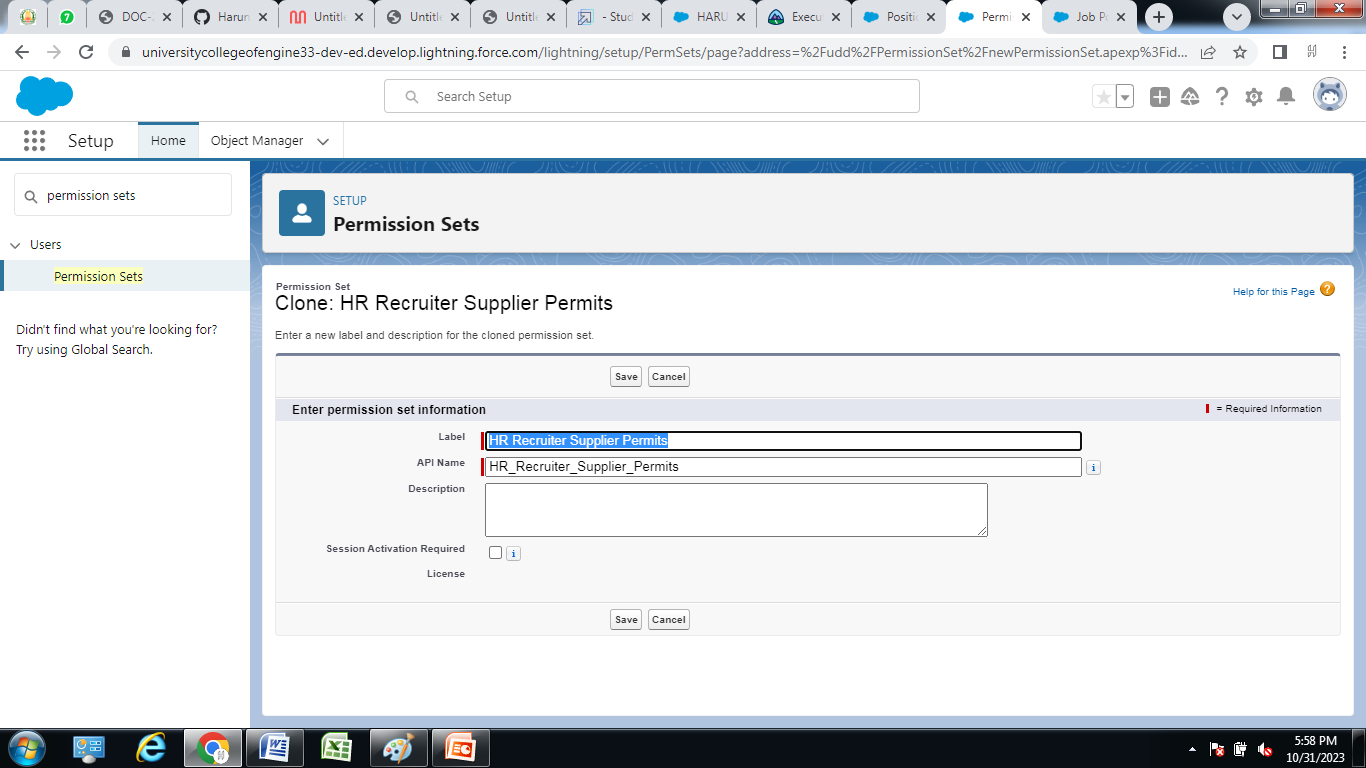 DOC-
Harun
Untitle
Untitle
Untitle
- Stud
HARU
Execu
Positi
Permi
Job Po
universitycollegeofengine33-dev-ed.develop.lightning.force.com/lightning/setup/PermSets/page?address=%2Fudd%2FPermissionSet%2FnewPermissionSet.apexp%3Fid...
Search Setup
Setup
Home
Object Manager
permission sets
Users
Permission Sets
Didn't find what you're looking for?
Try using Global Search.
SETUP
Permission Sets
Permission Set
Clone: HR Recruiter Supplier Permits
Help for this Page
Enter a new label and description for the cloned permission set.
Save Cancel
Enter permission set information
= Required Information
Label HR Recruiter Supplier Permits
API Name HR_Recruiter_Supplier_Permits
Description
Session Activation Required
License
Save Cancel
5:58 PM
10/31/2023